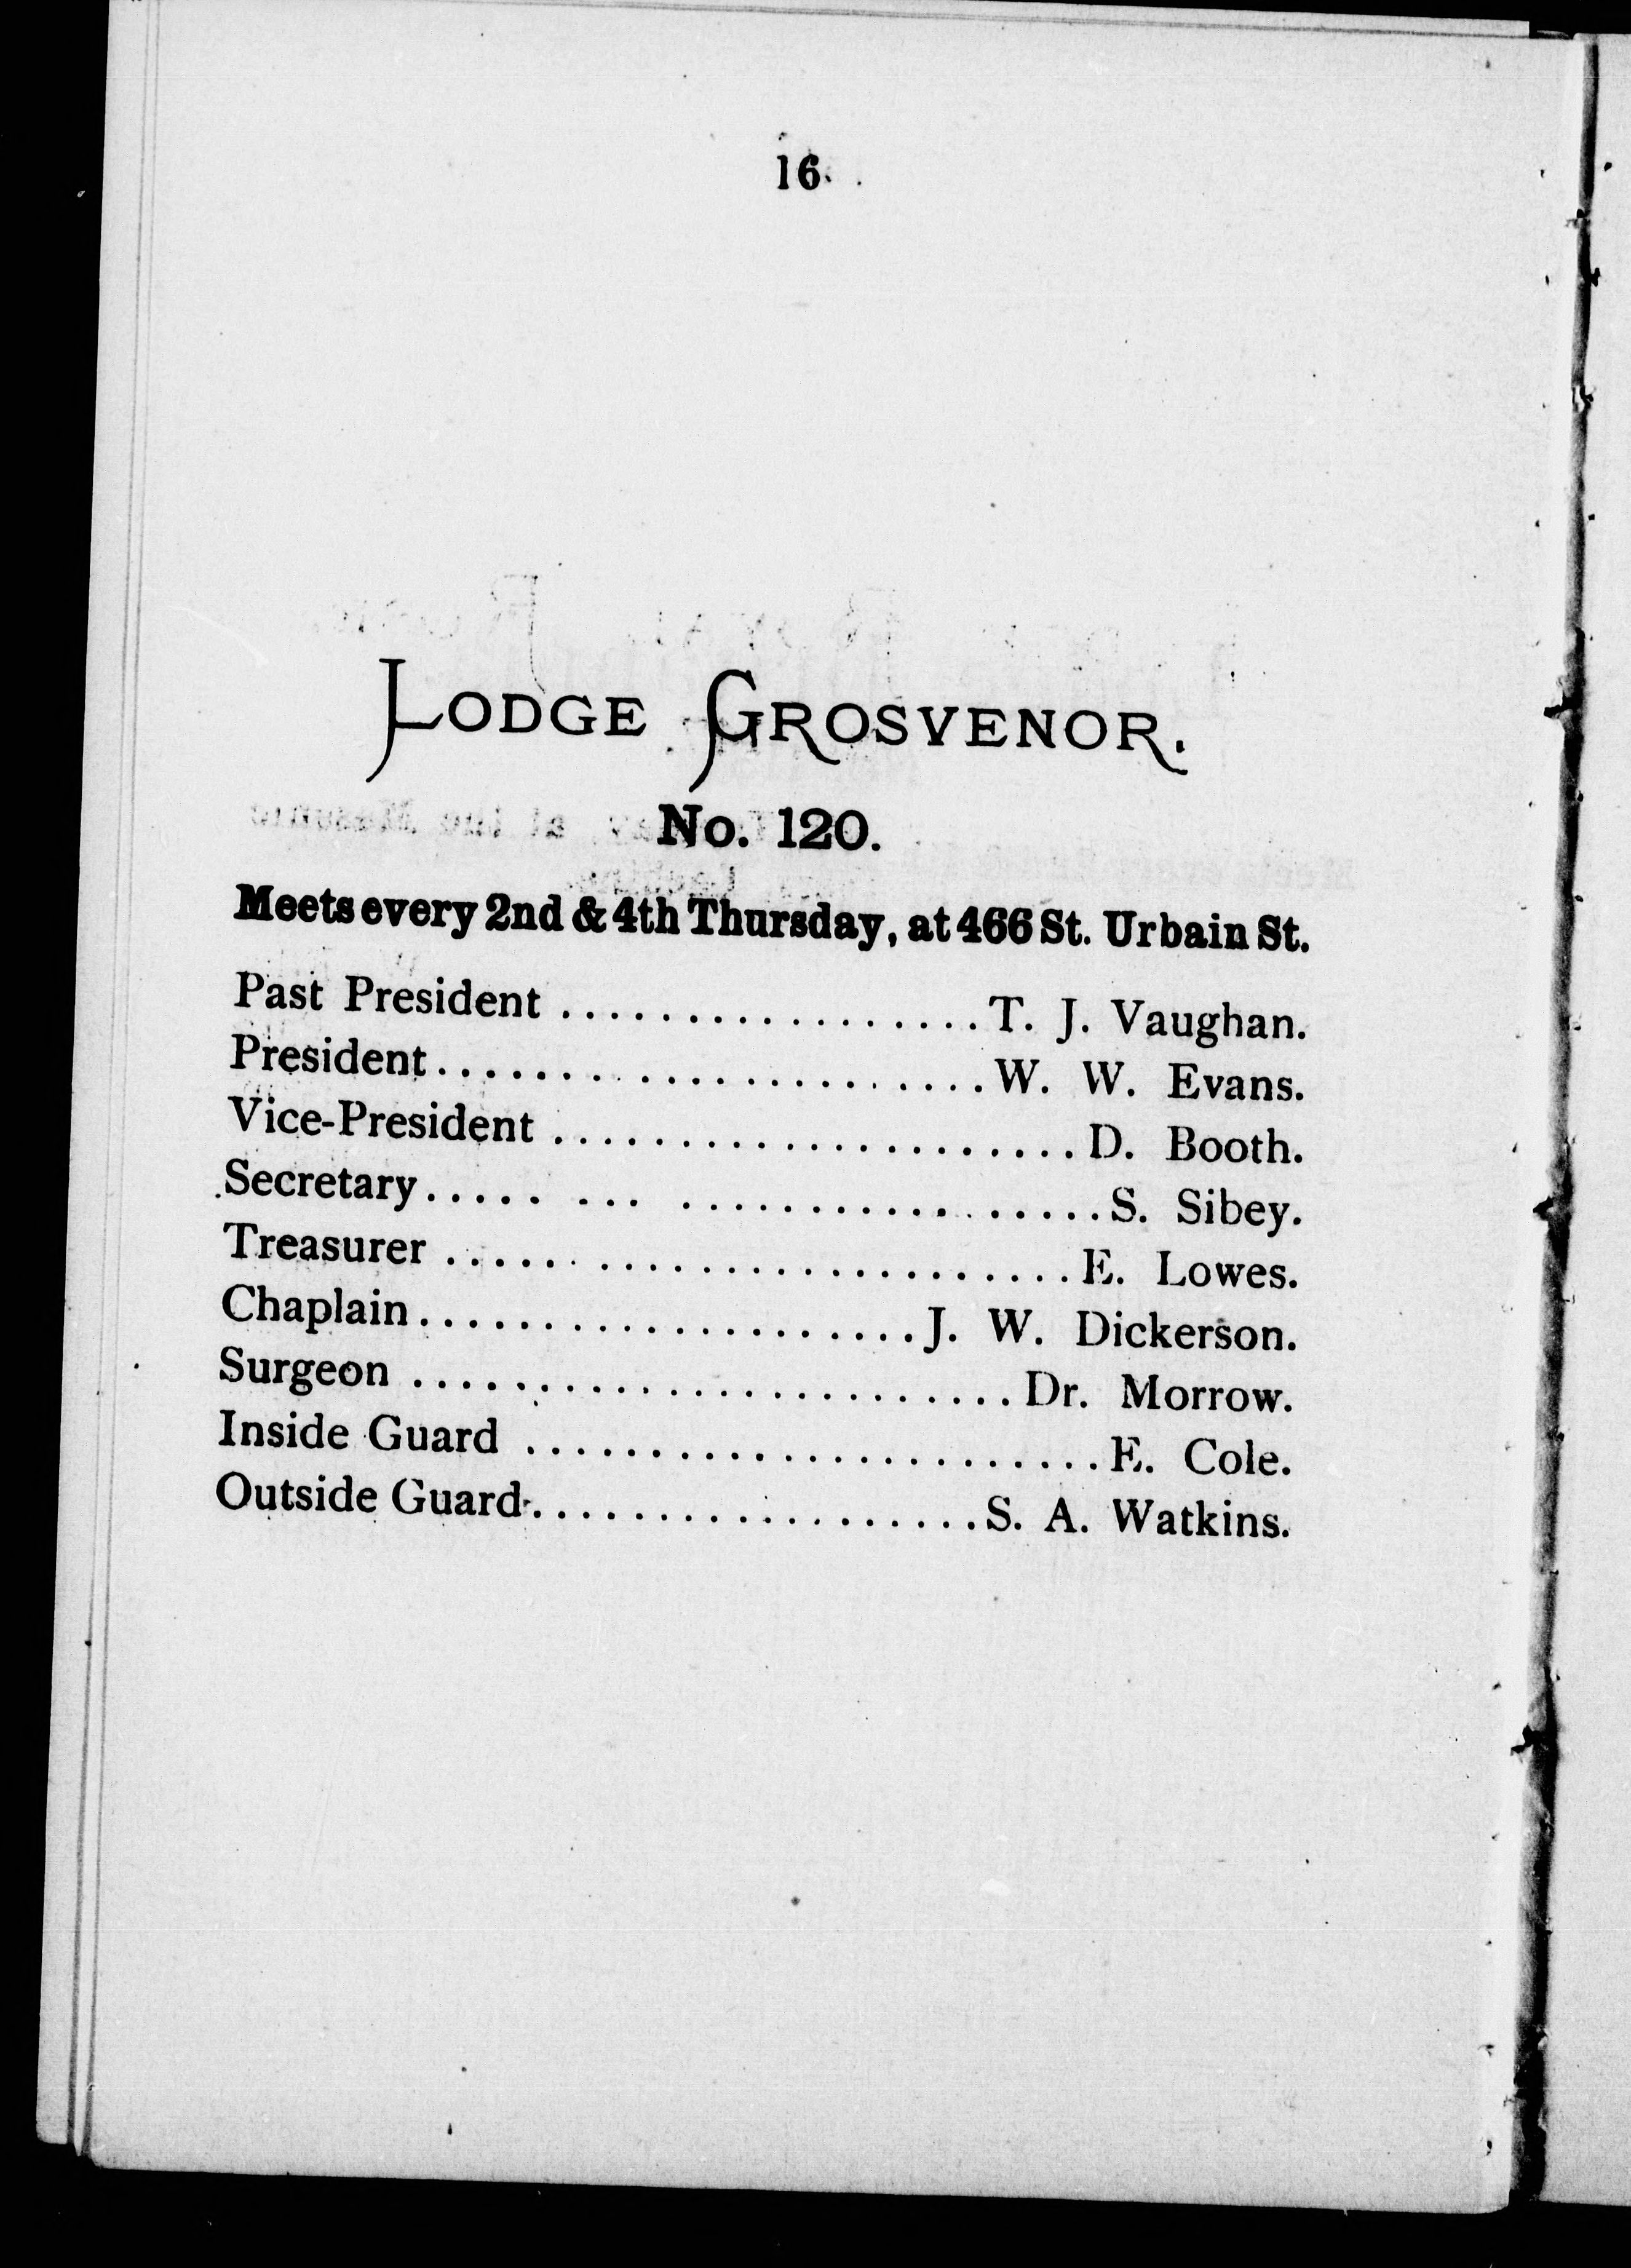 16
LODGE GROSVENOR.
No. 120.
Meets every 2nd & 4th Thursday, at 466 St. Urbain St.
Past President .................T. J. Vaughan.
President......................W. W. Evans.
Vice-President .....................D. Booth.
Secretary..... ... .................S. Sibey.
Treasurer .........................E. Lowes.
Chaplain....................J. W. Dickerson.
Surgeon ........................Dr. Morrow.
Inside Guard .......................E. Cole.
Outside Guard..................S. A. Watkins.